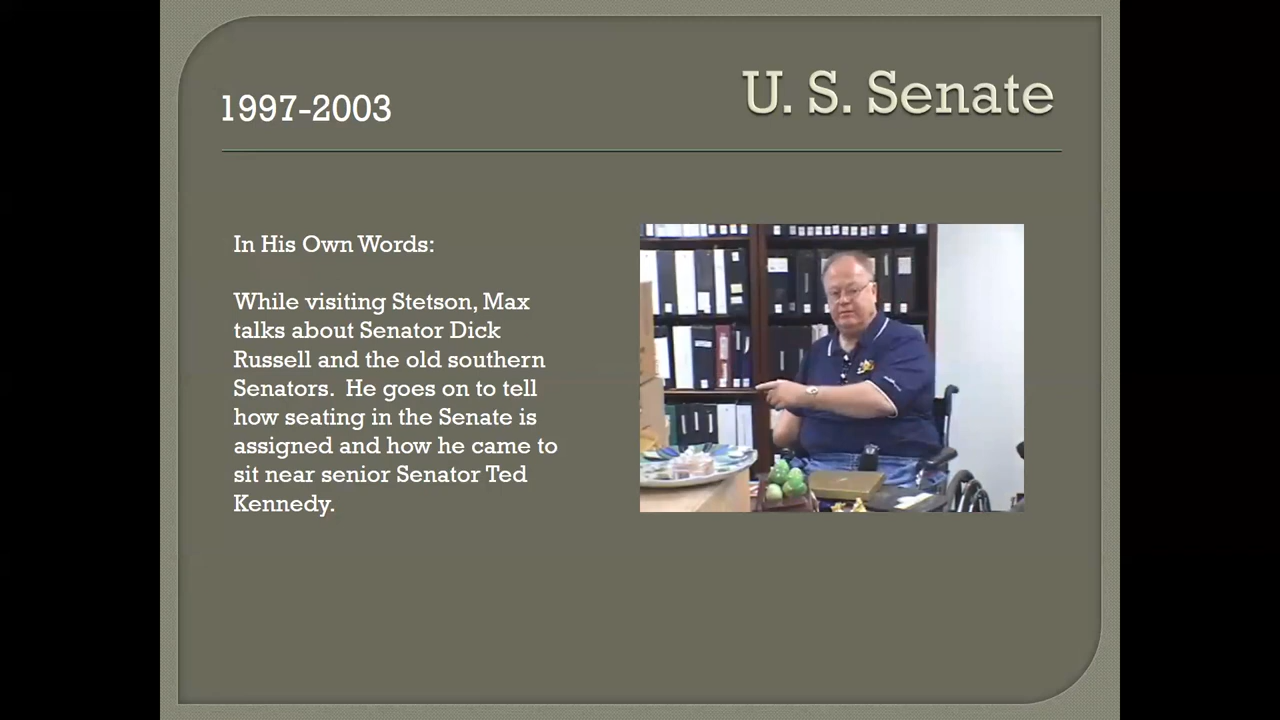 1997-2003
U. S. Senate
In His Own Words:
While visiting Stetson, Max
talks about Senator Dick
Russell and the old southern
Senators.  He goes on to tell
how seating in the Senate is
assigned and how he came to
sit near senior Senator Ted
Kennedy.